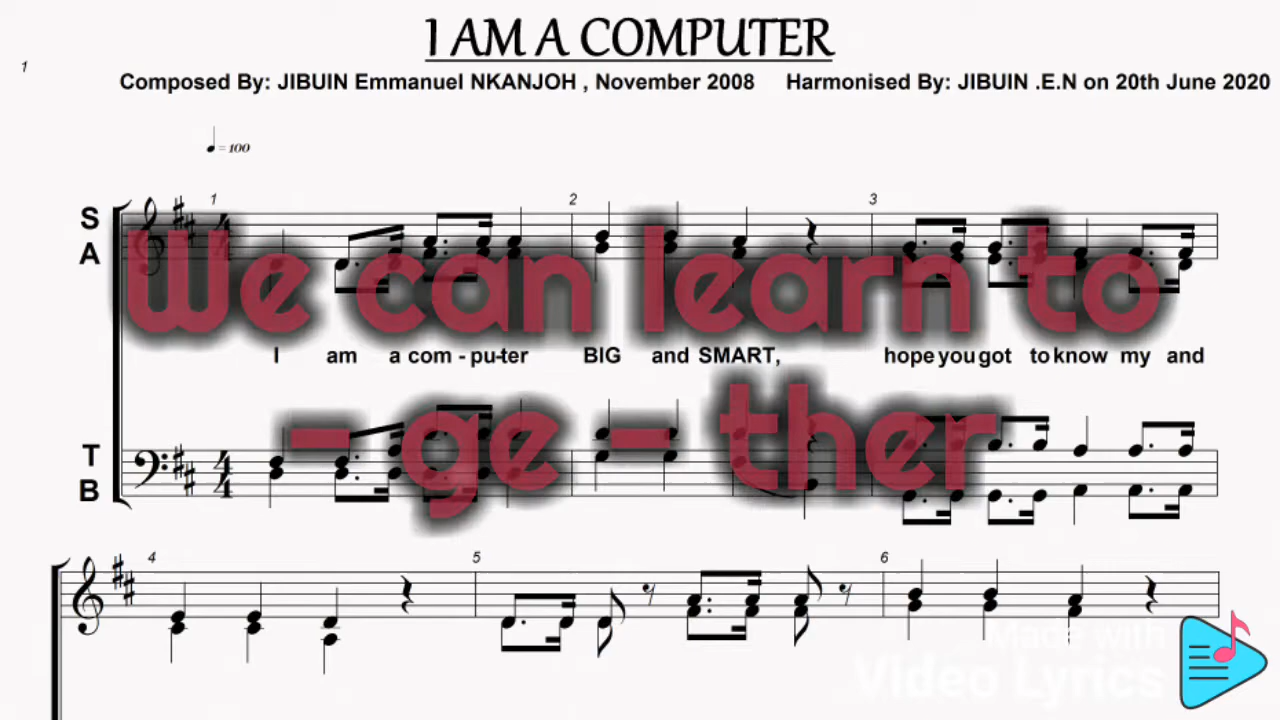 I AM A COMPUTER
1
Composed By: JIBUIN Emmanuel NKANJOH , November 2008 Harmonised By: JIBUIN .E.N on 20th June 2020
= 100
1 2 3
S
A
4 4
We can learn to
I am a com - pu-ter BIG and SMART, hope you got to know my and
- ge - ther
T
B
4 4
4 5 6
Made with
Video Lyrics